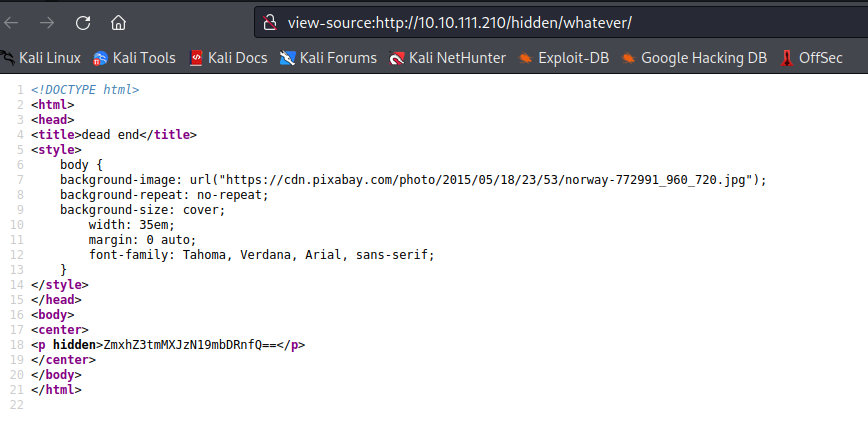 view-source:http://10.10.111.210/hidden/whatever/
Kali Linux Kali Tools Kali Docs Kali Forums Kali NetHunter Exploit-DB Google Hacking DB OffSec
1 <!DOCTYPE html>
2 <html>
3 <head>
4 <title>dead end</title>
5 <style>
6     body {
7     background-image: url("https://cdn.pixabay.com/photo/2015/05/18/23/53/norway-772991_960_720.jpg");
8     background-repeat: no-repeat;
9     background-size: cover;
10         width: 35em;
11         margin: 0 auto;
12         font-family: Tahoma, Verdana, Arial, sans-serif;
13     }
14 </style>
15 </head>
16 <body>
17 <center>
18 <p hidden>ZmxhZ3tmMXJzN19mbDRnfQ==</p>
19 </center>
20 </body>
21 </html>
22